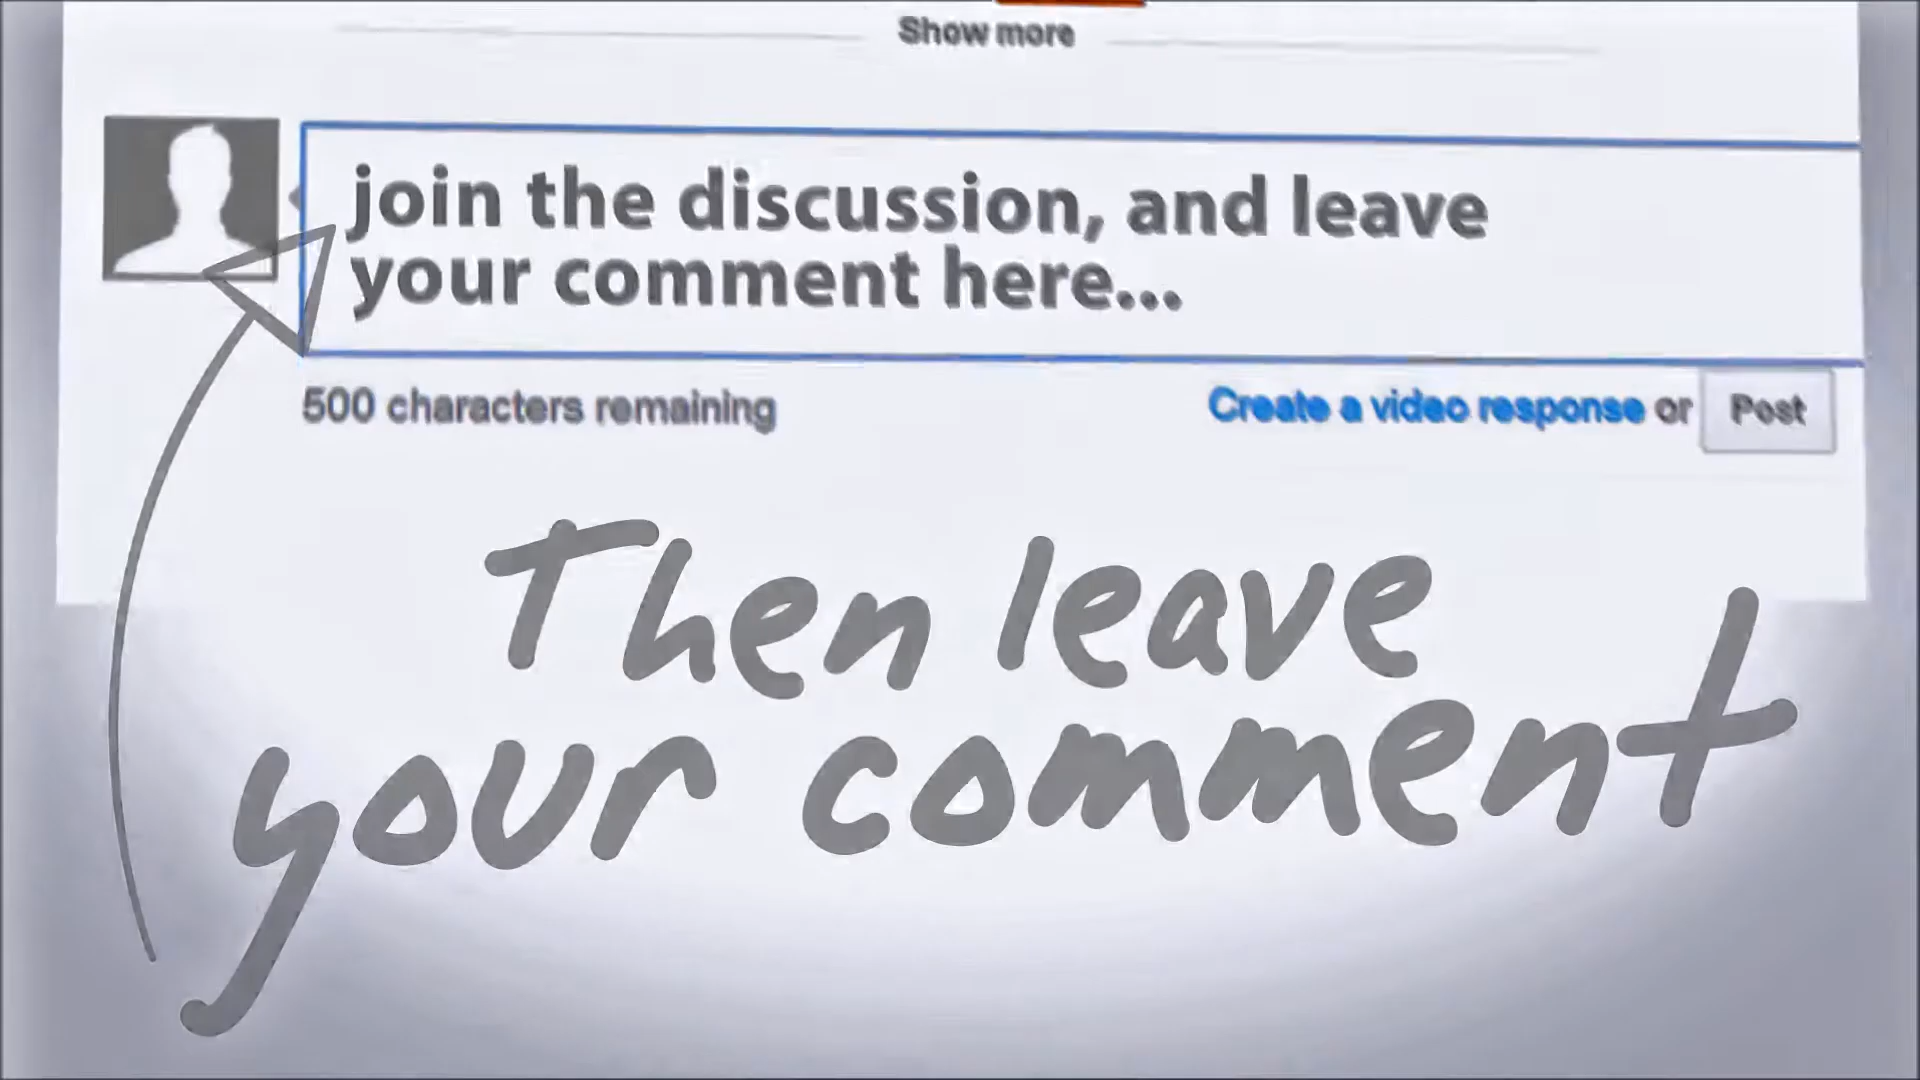 Show more
join the discussion, and leave
your comment here...
500 characters remaining
Create a video response or Post
Then leave
your comment